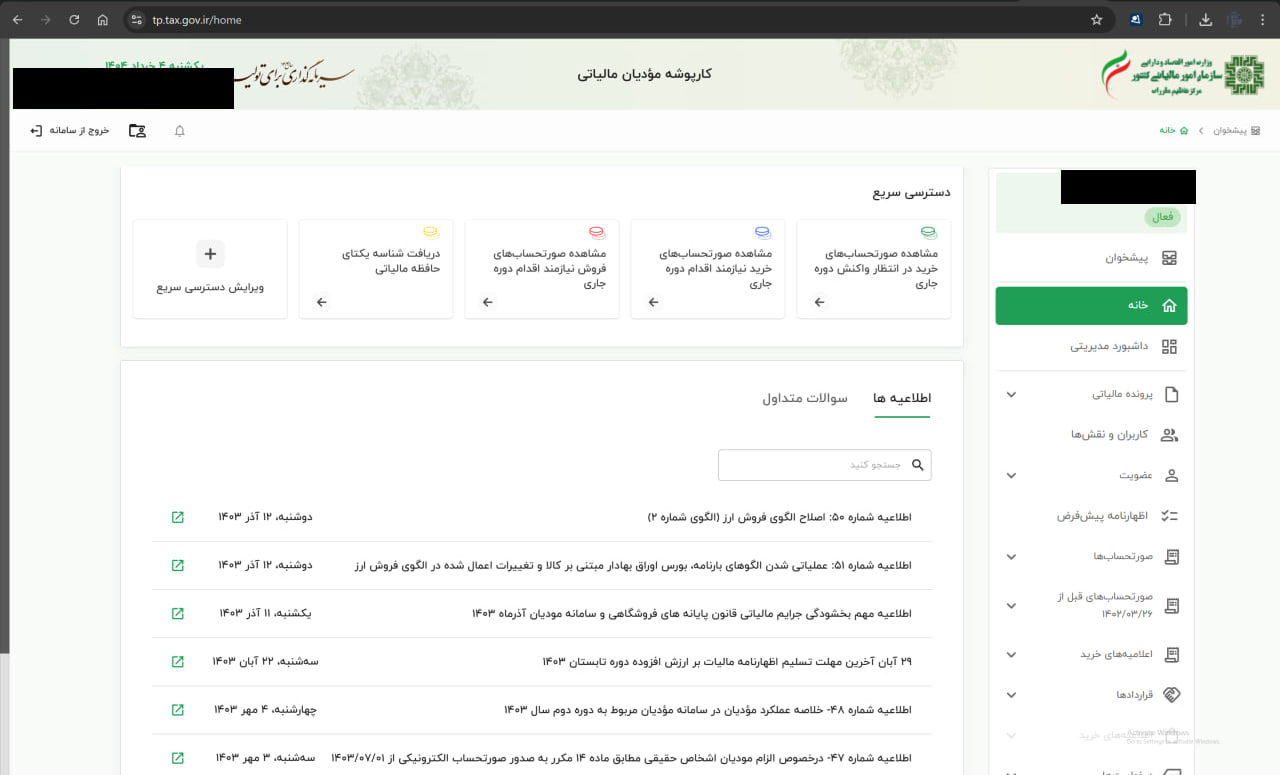 tp.tax.gov.ir/home
وزارت امور اقتصاد و دارایی
سازمان امور مالیاتی کشور
کارپوشه مؤدیان مالیاتی
سرمایه‌گذاری برای تولید
یکشنبه ۴ خرداد ۱۴۰۴
پیشخوان
خانه
خروج از سامانه
فعال
پیشخوان
خانه
داشبورد مدیریتی
پرونده مالیاتی
کاربران و نقش‌ها
عضویت
اظهارنامه پیش‌فرض
صورتحساب‌ها
صورتحساب‌های قبل از
۱۴۰۲/۰۳/۲۶
اعلامیه‌های خرید
قراردادها
دسترسی سریع
مشاهده صورتحساب‌های
خرید در انتظار واکنش دوره
جاری
مشاهده صورتحساب‌های
خرید نیازمند اقدام دوره
جاری
مشاهده صورتحساب‌های
فروش نیازمند اقدام دوره
جاری
دریافت شناسه یکتای
حافظه مالیاتی
ویرایش دسترسی سریع
اطلاعیه ها
سوالات متداول
جستجو کنید
اطلاعیه شماره ۵۰: اصلاح الگوی فروش ارز (الگوی شماره ۲) دوشنبه، ۱۲ آذر ۱۴۰۳
اطلاعیه شماره ۵۱: عملیاتی شدن الگوهای بارنامه، بورس اوراق بهادار مبتنی بر کالا و تغییرات اعمال شده در الگوی فروش ارز دوشنبه، ۱۲ آذر ۱۴۰۳
اطلاعیه مهم بخشودگی جرایم مالیاتی قانون پایانه های فروشگاهی و سامانه مودیان آذرماه ۱۴۰۳ یکشنبه، ۱۱ آذر ۱۴۰۳
۲۹ آبان آخرین مهلت تسلیم اظهارنامه مالیات بر ارزش افزوده دوره تابستان ۱۴۰۳ سه‌شنبه، ۲۲ آبان ۱۴۰۳
اطلاعیه شماره ۴۸- خلاصه عملکرد مؤدیان در سامانه مؤدیان مربوط به دوره دوم سال ۱۴۰۳ چهارشنبه، ۴ مهر ۱۴۰۳
اطلاعیه شماره ۴۷- درخصوص الزام مودیان اشخاص حقیقی مطابق ماده ۱۴ مکرر به صدور صورتحساب الکترونیکی از ۱۴۰۳/۰۷/۰۱ سه‌شنبه، ۳ مهر ۱۴۰۳
Activate Windows
Go to Settings to activate Windows.